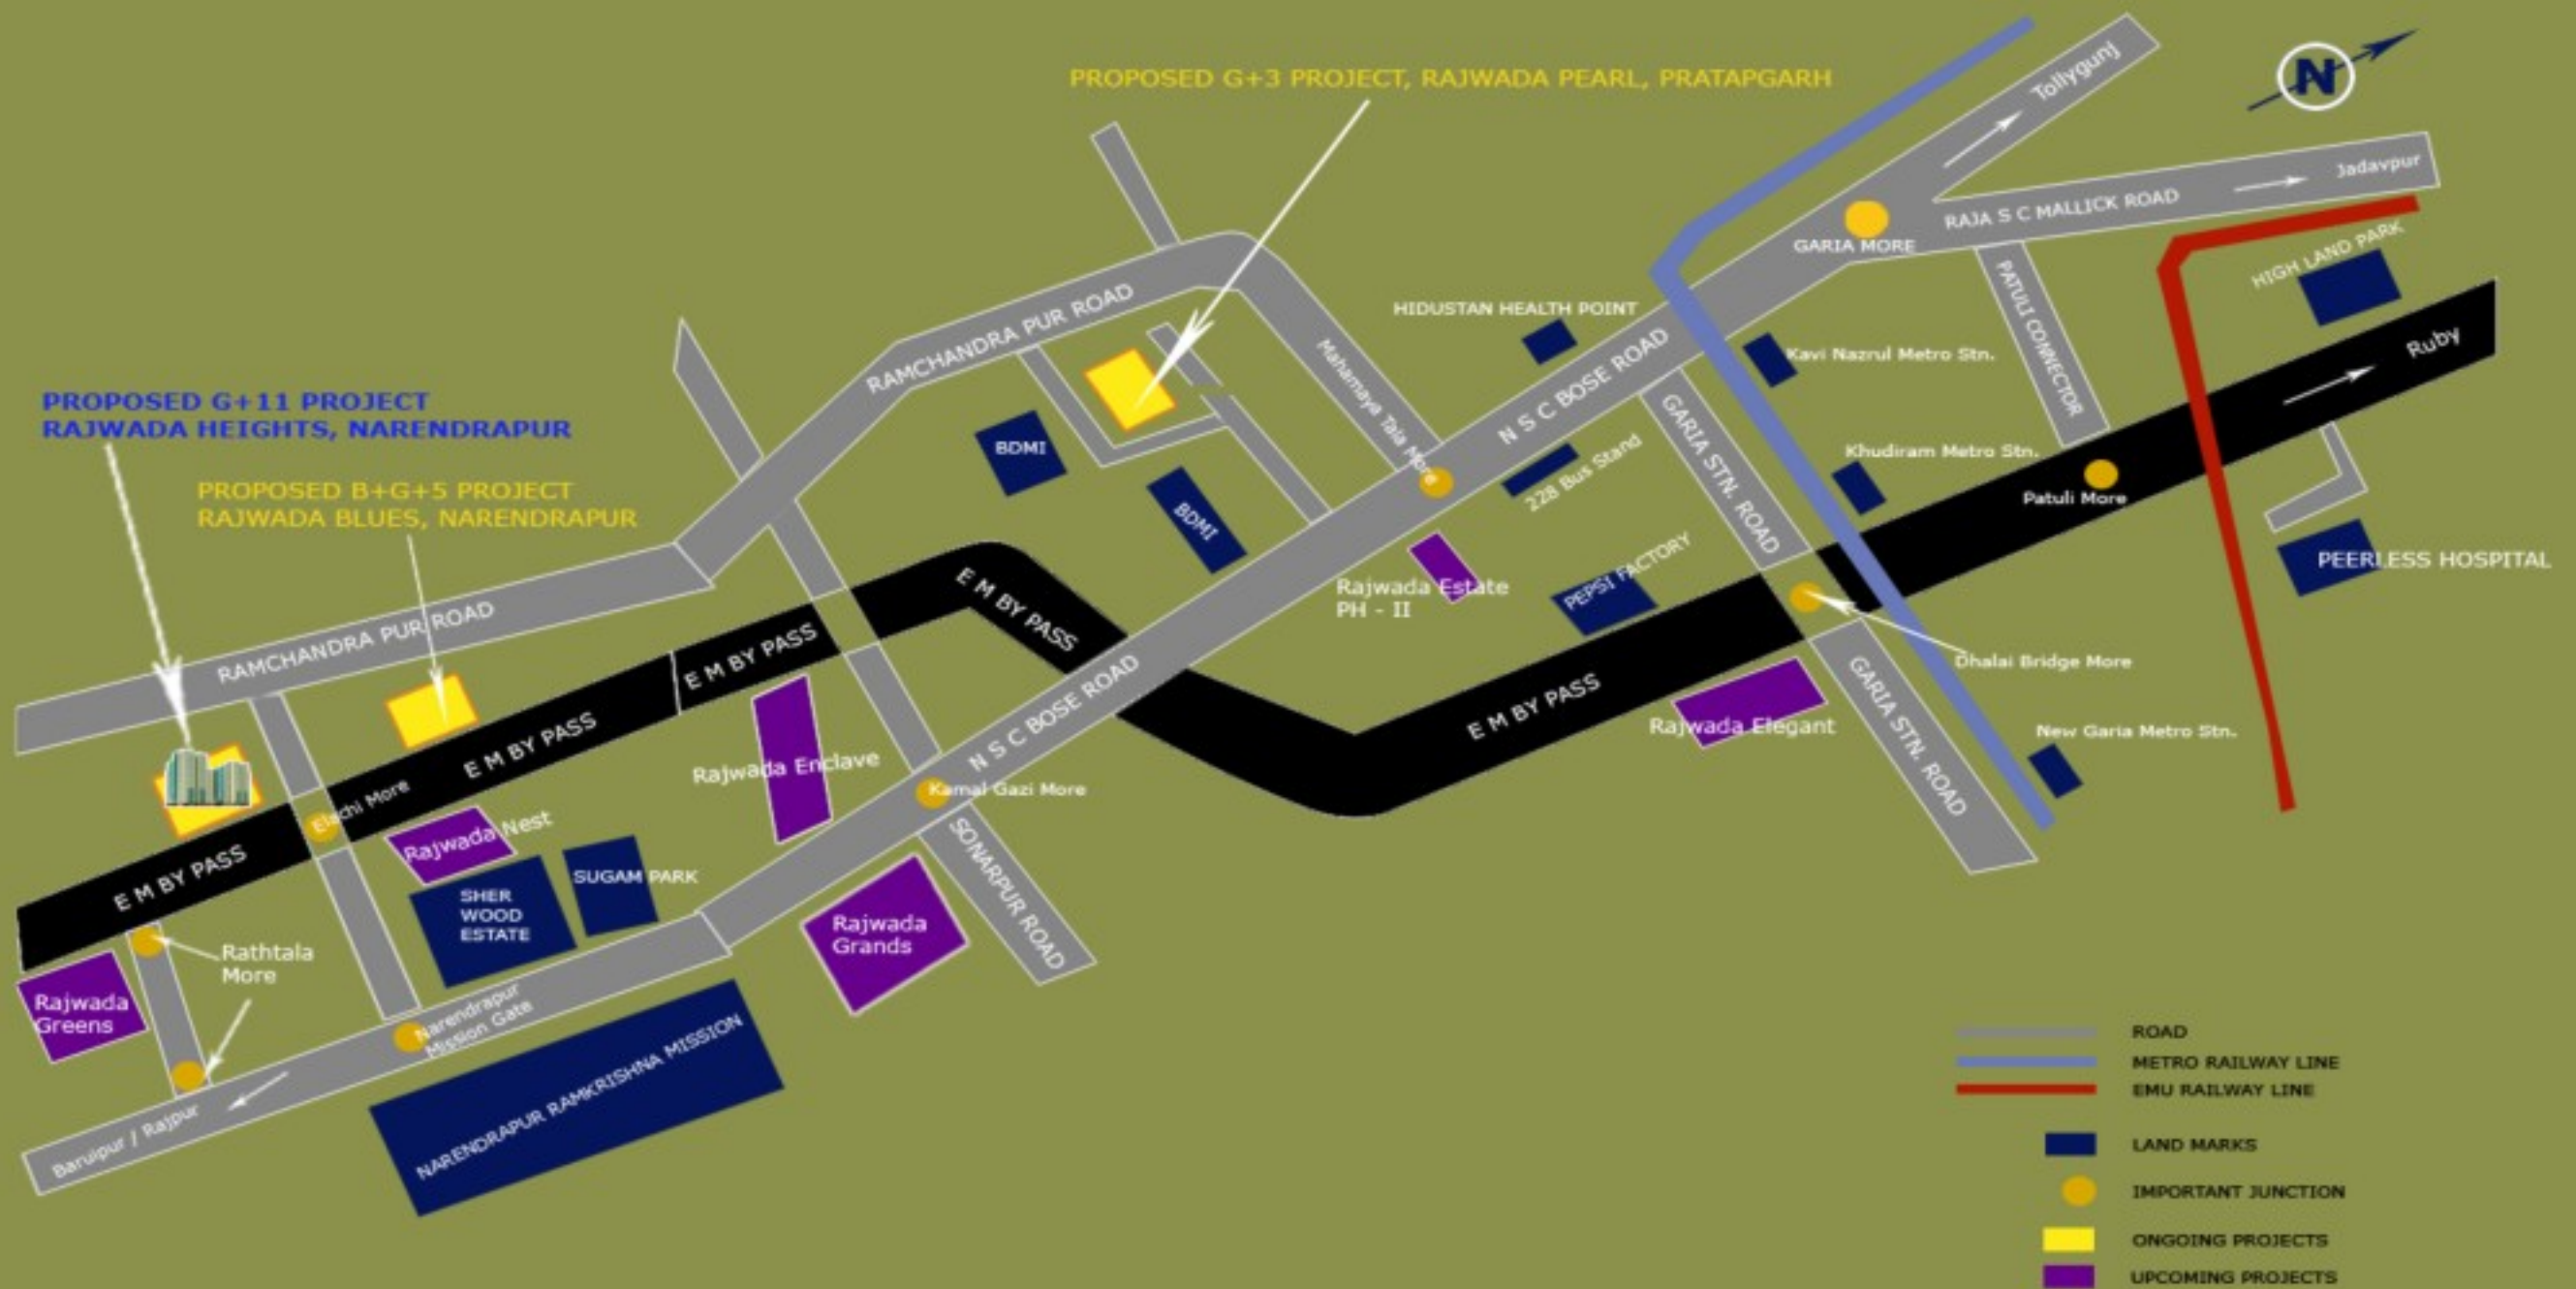 PROPOSED G+3 PROJECT, RAJWADA PEARL, PRATAPGARH
N
Tollygunj
Jadavpur
RAJA S C MALLICK ROAD
GARIA MORE
HIGH LAND PARK
PATULI CONNECTOR
Ruby
HIDUSTAN HEALTH POINT
Kavi Nazrul Metro Stn.
RAMCHANDRA PUR ROAD
Mahamaya Tala More
N S C BOSE ROAD
GARIA STN. ROAD
228 Bus Stand
Khudiram Metro Stn.
Patuli More
PROPOSED G+11 PROJECT
RAJWADA HEIGHTS, NARENDRAPUR
PROPOSED B+G+5 PROJECT
RAJWADA BLUES, NARENDRAPUR
BDMI
BDMI
PEERLESS HOSPITAL
PEPSI FACTORY
Rajwada Estate
PH - II
E M BY PASS
RAMCHANDRA PUR ROAD
E M BY PASS
Dhalai Bridge More
E M BY PASS
N S C BOSE ROAD
E M BY PASS
Rajwada Elegant
GARIA STN. ROAD
New Garia Metro Stn.
Rajwada Enclave
Kamal Gazi More
Elachi More
Rajwada Nest
E M BY PASS
SHER
WOOD
ESTATE
SUGAM PARK
SONARPUR ROAD
Rajwada
Grands
Rathtala
More
Rajwada
Greens
Narendrapur
Mission Gate
NARENDRAPUR RAMKRISHNA MISSION
Baruipur / Rajpur
ROAD
METRO RAILWAY LINE
EMU RAILWAY LINE
LAND MARKS
IMPORTANT JUNCTION
ONGOING PROJECTS
UPCOMING PROJECTS